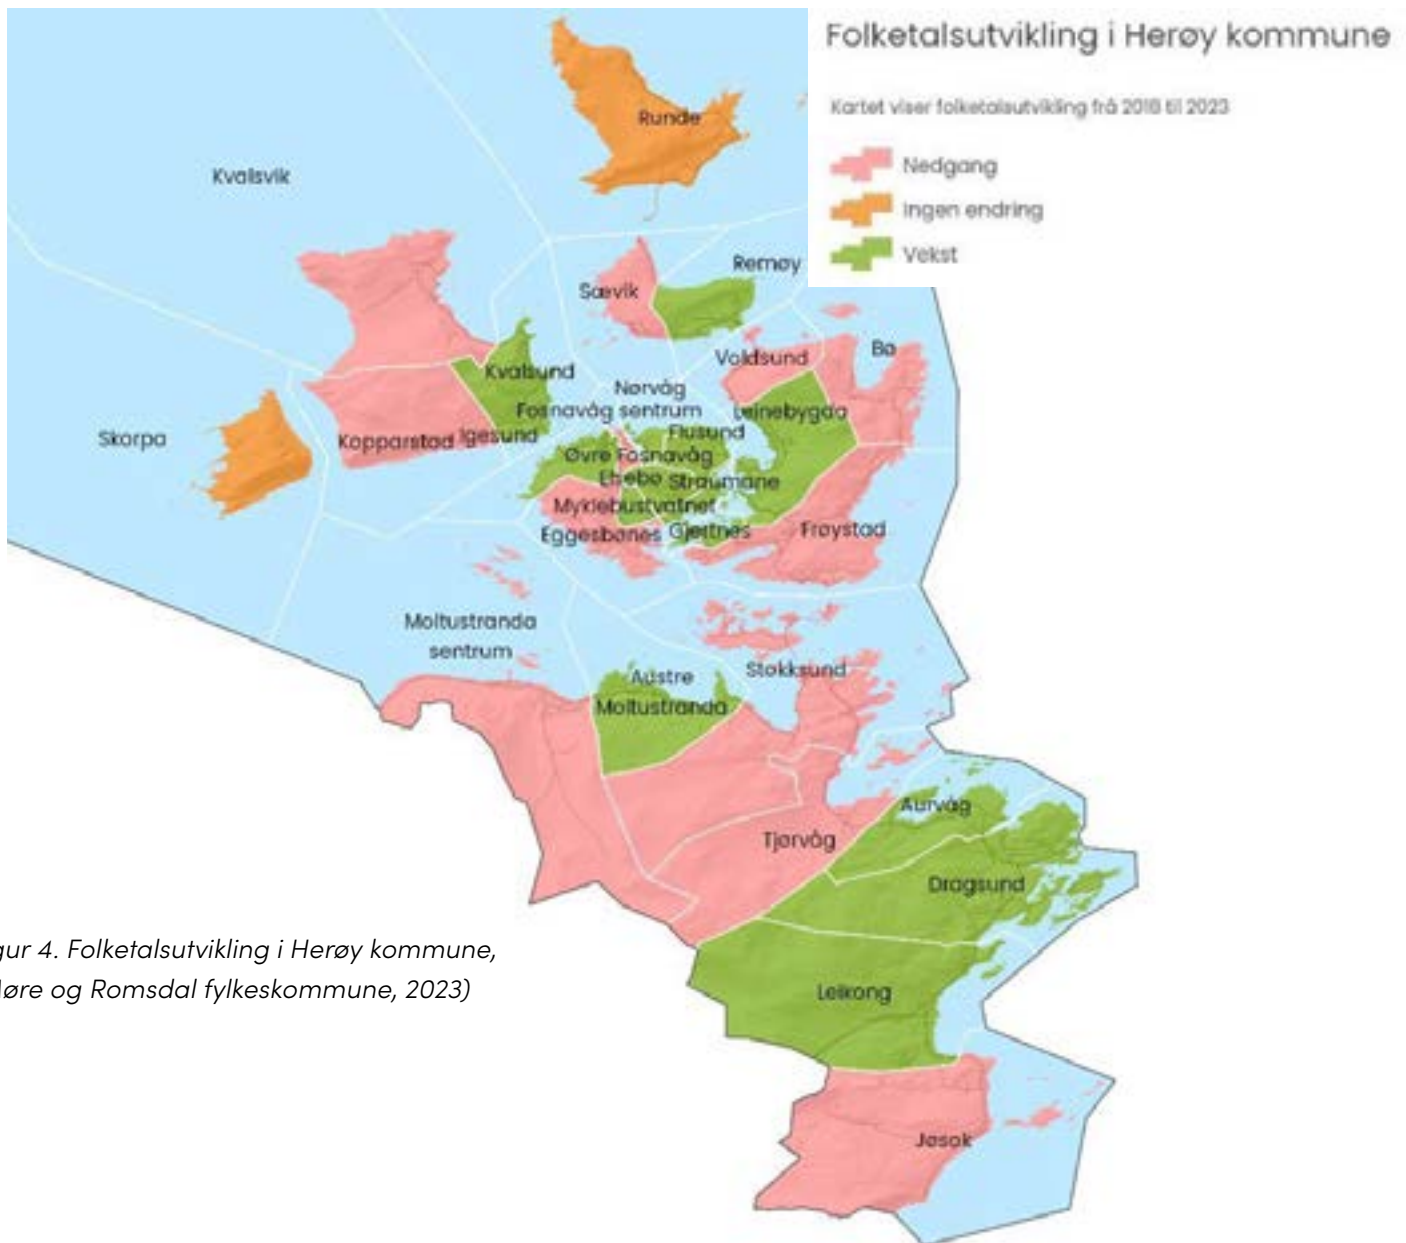 Folketalsutvikling i Herøy kommune
Kartet viser folketalsutvikling frå 2018 til 2023
Nedgang
Ingen endring
Vekst
Runde
Kvalsvik
Remøy
Sævik
Bø
Voldsund
Kvalsund
Nørvåg
Fosnavåg sentrum
Leinebygda
Skorpa
Kopparstad
Igesund
Flusund
Øvre Fosnavåg
Straumane
Myklebustvatnet
Eggesbønes
Gjertnes
Frøystad
Moltustranda
sentrum
Austre
Moltustranda
Stokksund
Aurvåg
Tjørvåg
Dragsund
gur 4. Folketalsutvikling i Herøy kommune,
øre og Romsdal fylkeskommune, 2023)
Leikong
Jøsok